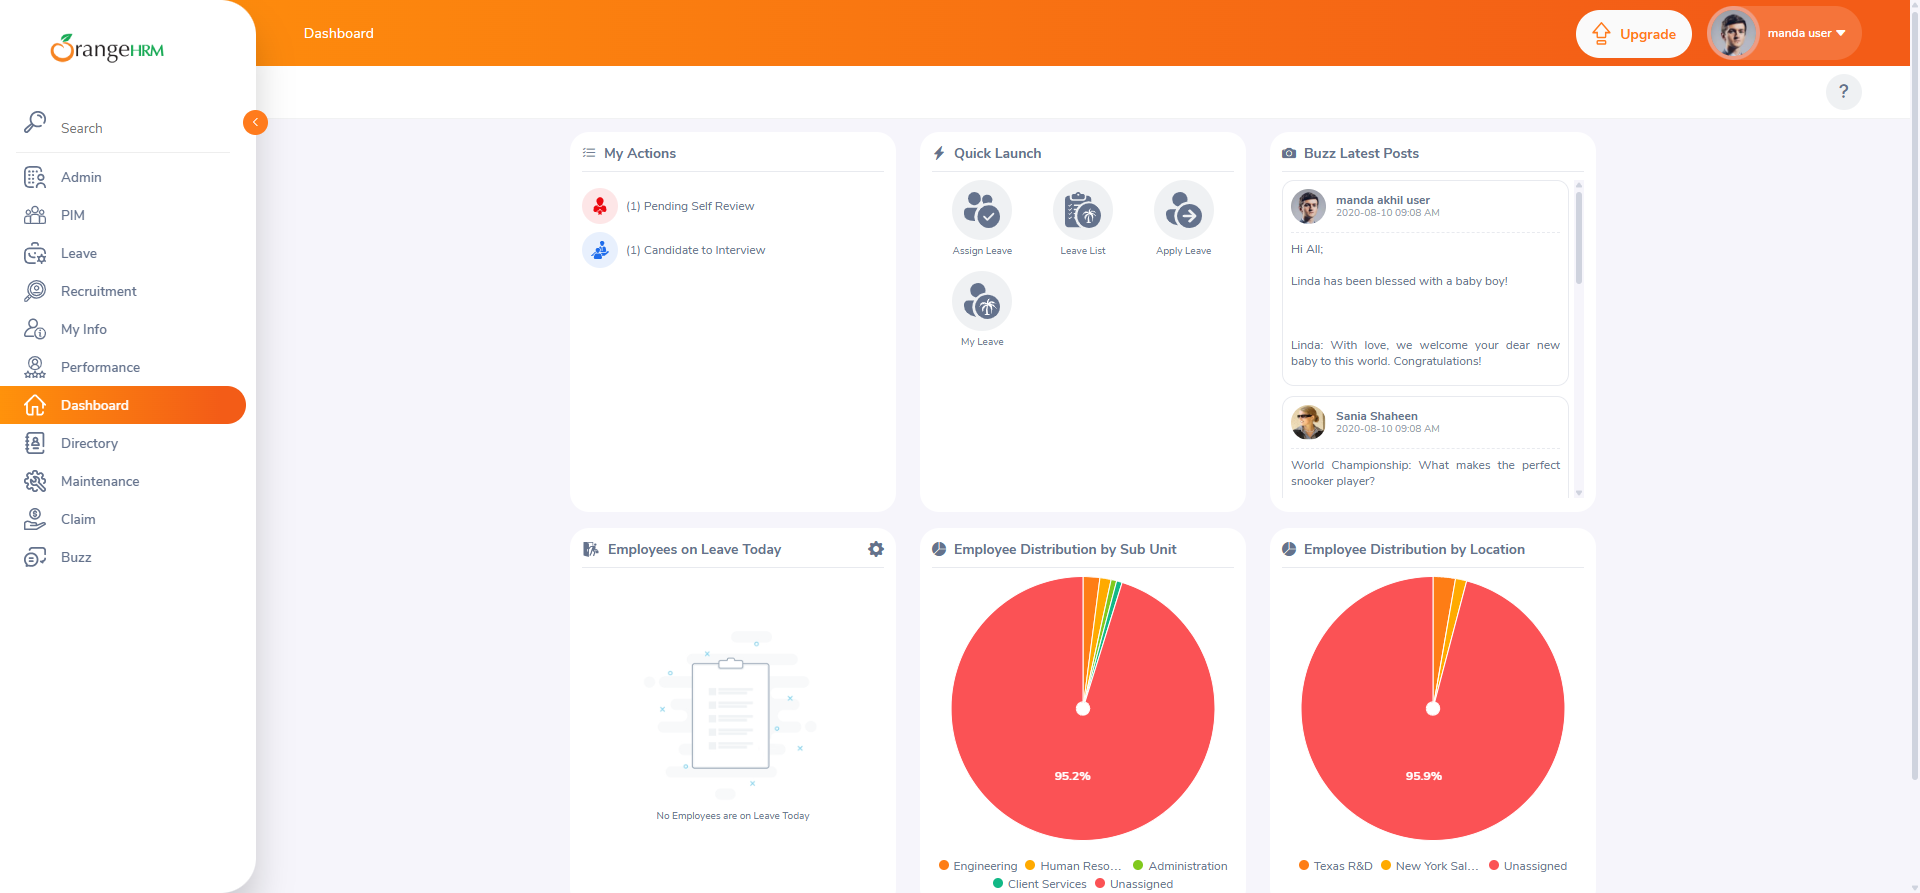 OrangeHRM
Dashboard
Upgrade
manda user
?
Search
Admin
PIM
Leave
Recruitment
My Info
Performance
Dashboard
Directory
Maintenance
Claim
Buzz
My Actions
(1) Pending Self Review
(1) Candidate to Interview
Quick Launch
Assign Leave
Leave List
Apply Leave
My Leave
Buzz Latest Posts
manda akhil user
2020-08-10 09:08 AM
Hi All;
Linda has been blessed with a baby boy!
Linda: With love, we welcome your dear new
baby to this world. Congratulations!
Sania Shaheen
2020-08-10 09:08 AM
World Championship: What makes the perfect
snooker player?
Employees on Leave Today
No Employees are on Leave Today
Employee Distribution by Sub Unit
95.2%
Engineering Human Reso... Administration
Client Services Unassigned
Employee Distribution by Location
95.9%
Texas R&D New York Sal... Unassigned